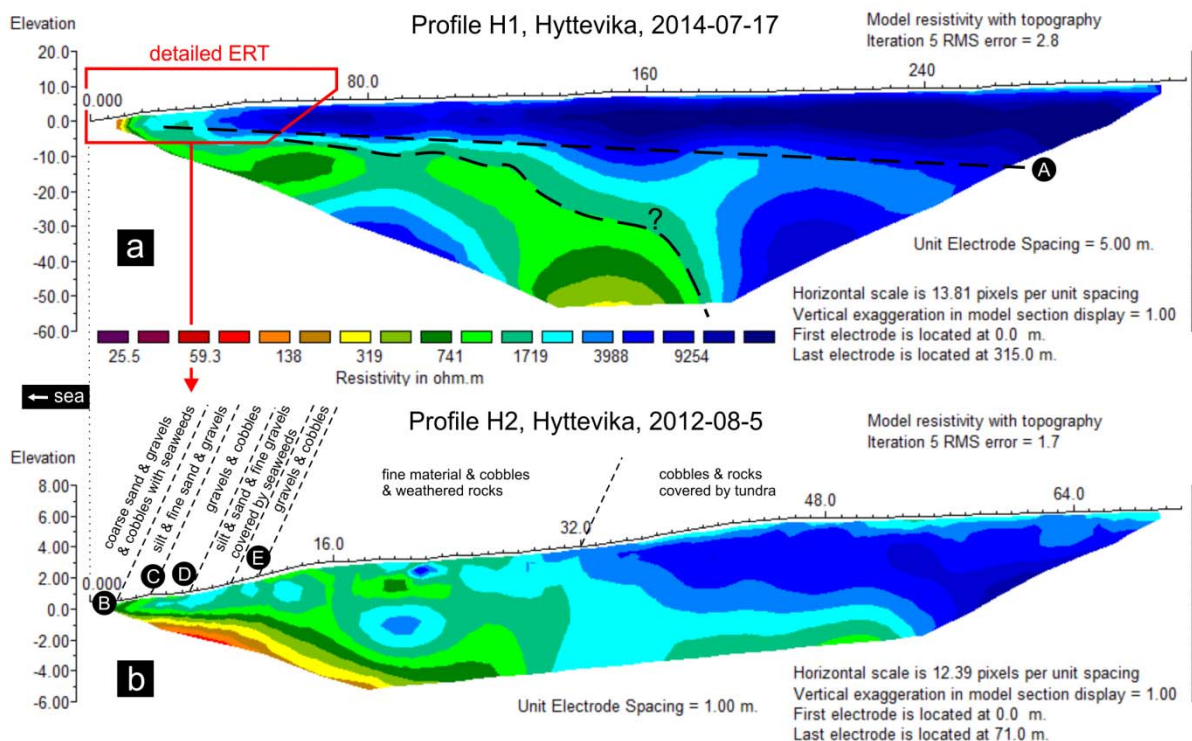 Elevation
Profile H1, Hyttevika, 2014-07-17
Model resistivity with topography
Iteration 5 RMS error = 2.8
detailed ERT
20.0
15.0
10.0
5.0
0.0
-10.0
-20.0
-30.0
-40.0
-50.0
-60.0
0.000
80.0
160
240
A
?
a
Unit Electrode Spacing = 5.00 m.
Horizontal scale is 13.81 pixels per unit spacing
Vertical exaggeration in model section display = 1.00
First electrode is located at 0.0 m.
Last electrode is located at 315.0 m.
25.5 59.3 138 319 741 1719 3988 9254
Resistivity in ohm.m
← sea
Profile H2, Hyttevika, 2012-08-5
Model resistivity with topography
Iteration 5 RMS error = 1.7
Elevation
8.00
6.00
4.00
2.00
0.0
-2.00
-4.00
-6.00
coarse sand & gravels
& cobbles with seaweeds
silt & fine sand & gravels
gravels & cobbles
silt & sand & fine gravels
covered by seaweeds
gravels & cobbles
fine material & cobbles
& weathered rocks
cobbles & rocks
covered by tundra
0.000
16.0
32.0
48.0
64.0
B
C
D
E
b
Unit Electrode Spacing = 1.00 m.
Horizontal scale is 12.39 pixels per unit spacing
Vertical exaggeration in model section display = 1.00
First electrode is located at 0.0 m.
Last electrode is located at 71.0 m.